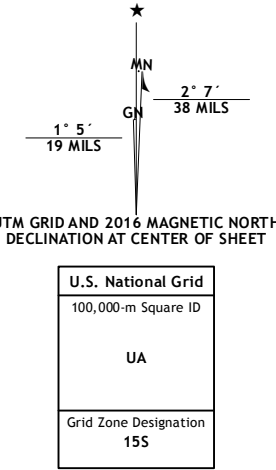 MN
GN
2° 7´
38 MILS
1° 5´
19 MILS
UTM GRID AND 2016 MAGNETIC NORTH
DECLINATION AT CENTER OF SHEET
U.S. National Grid
100,000-m Square ID
UA
Grid Zone Designation
15S